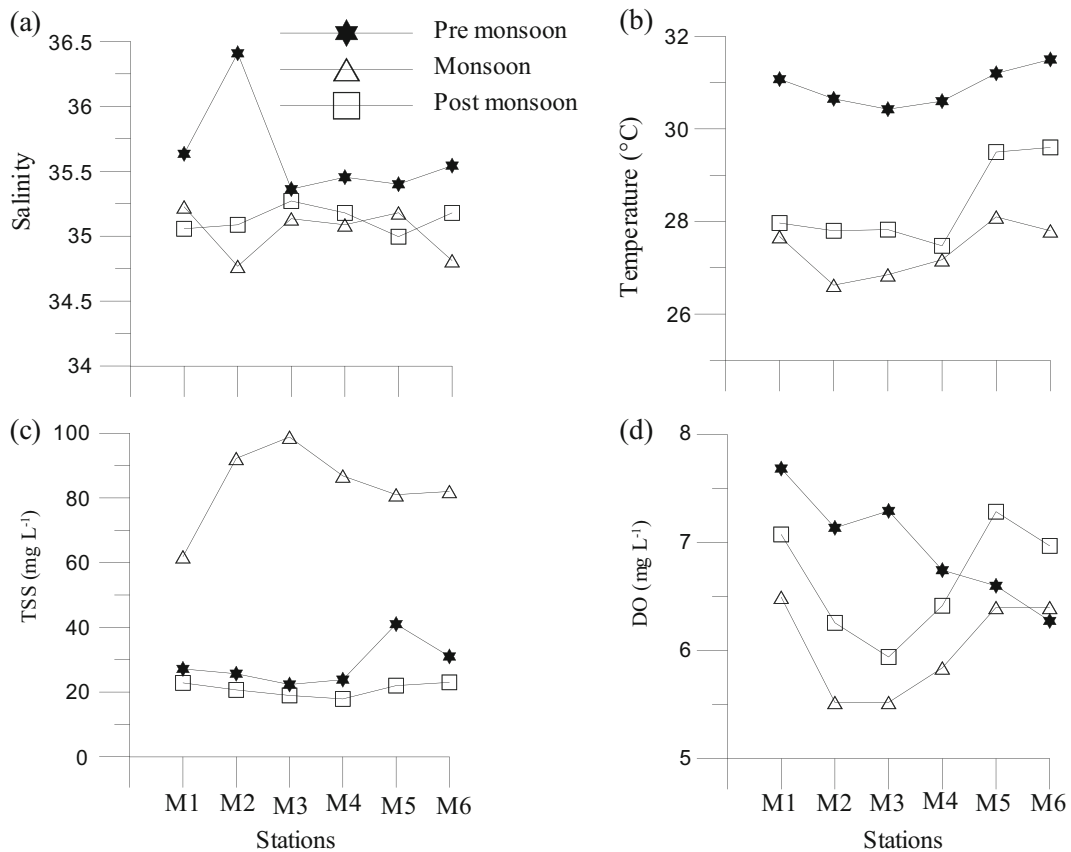 (a)
36.5
36
35.5
35
34.5
34
Salinity
Pre monsoon
Monsoon
Post monsoon
(b)
32
30
28
26
Temperature (°C)
(c)
100
80
60
40
20
0
TSS (mg L⁻¹)
M1 M2 M3 M4 M5 M6
Stations
(d)
8
7
6
5
DO (mg L⁻¹)
M1 M2 M3 M4 M5 M6
Stations